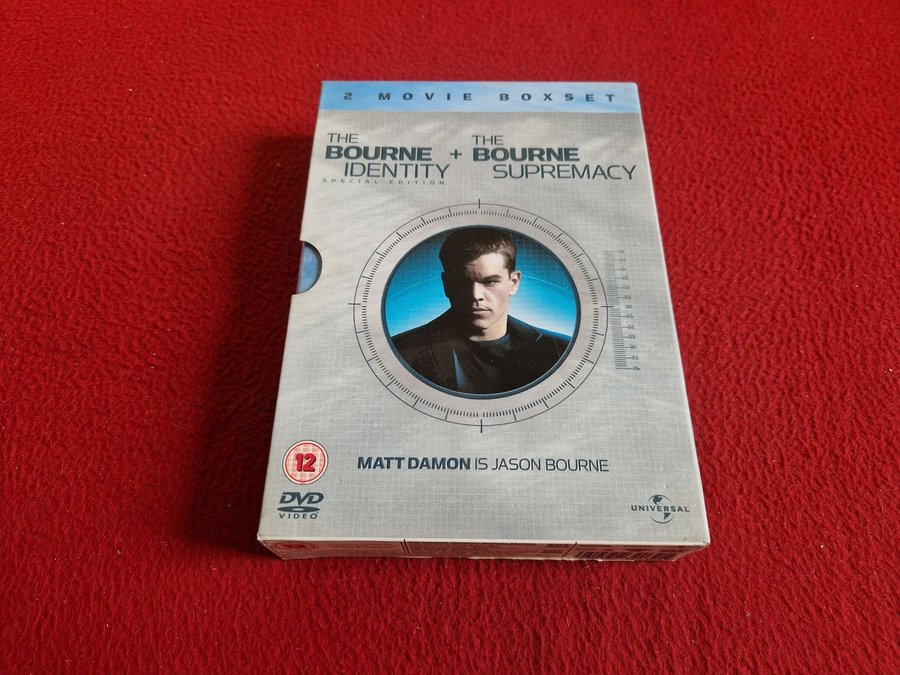 2 MOVIE BOXSET
THE
BOURNE
IDENTITY
SPECIAL EDITION
+
THE
BOURNE
SUPREMACY
12
MATT DAMON IS JASON BOURNE
DVD
VIDEO
UNIVERSAL